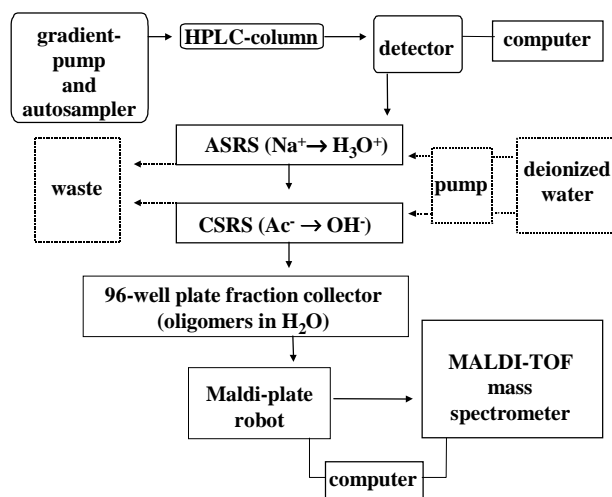 gradient-
pump
and
autosampler
HPLC-column
detector
computer
ASRS (Na⁺→ H₃O⁺)
waste
pump
deionized
water
CSRS (Ac⁻ → OH⁻)
96-well plate fraction collector
(oligomers in H₂O)
Maldi-plate
robot
MALDI-TOF
mass
spectrometer
computer